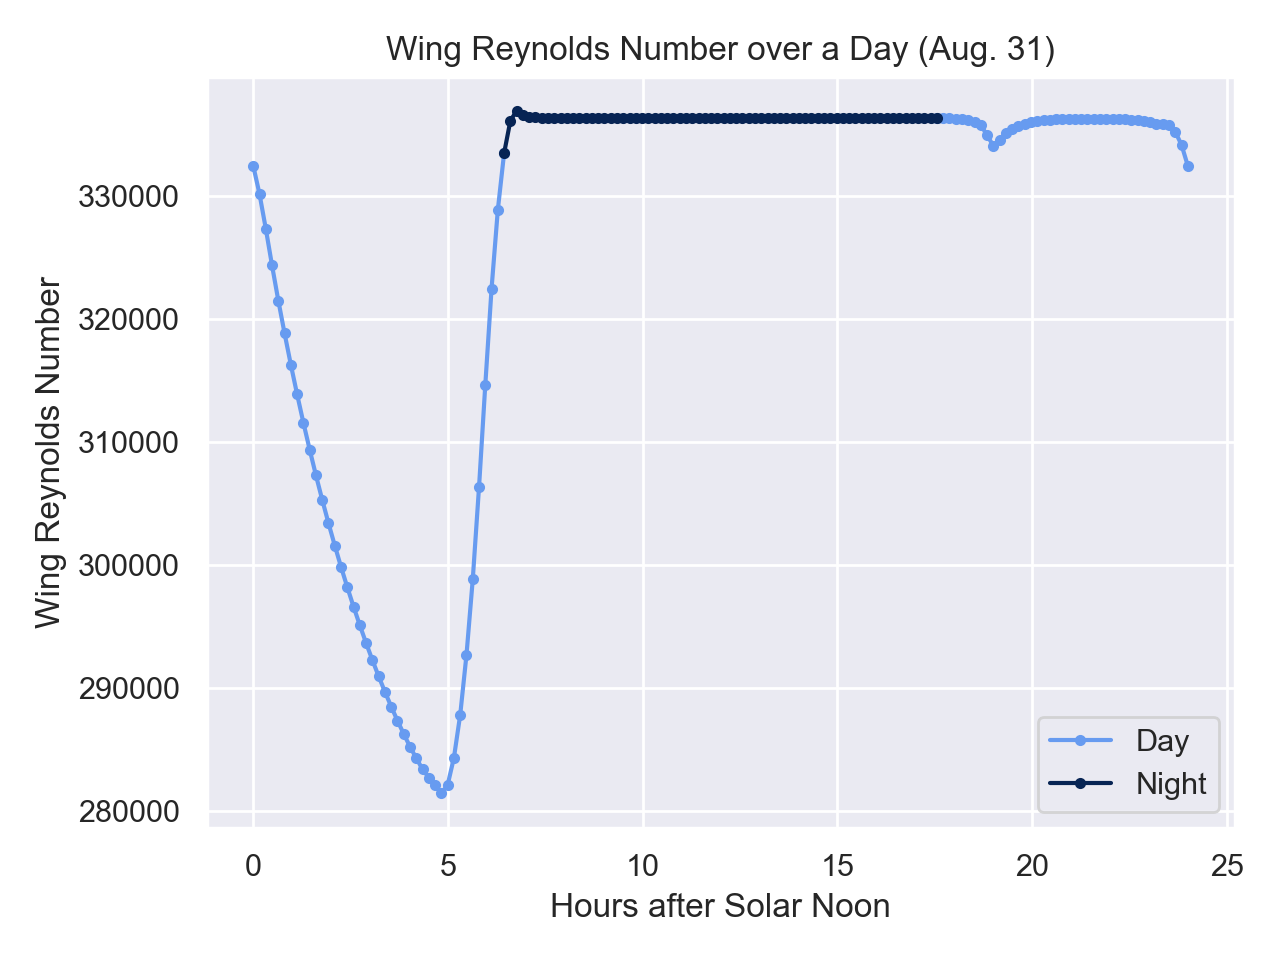 Wing Reynolds Number over a Day (Aug. 31)
Wing Reynolds Number
330000
320000
310000
300000
290000
280000
0 5 10 15 20 25
Hours after Solar Noon
Day
Night